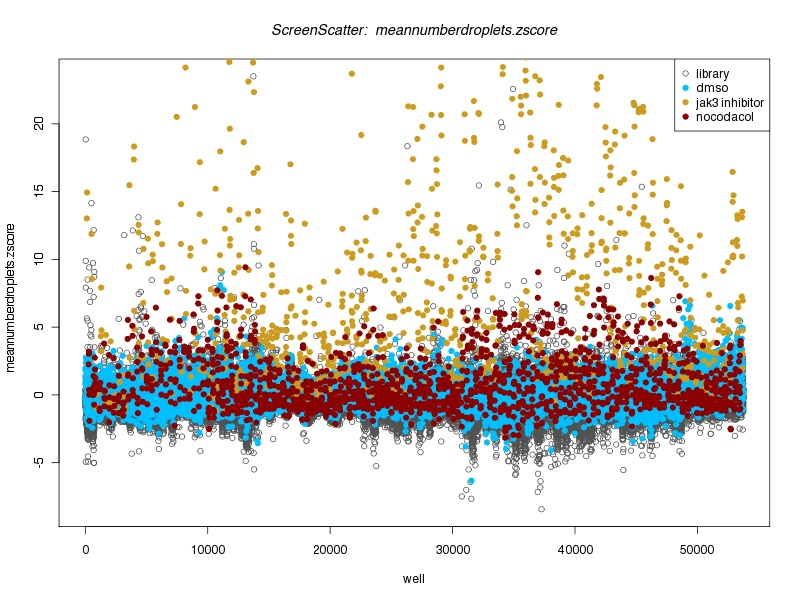 ScreenScatter: meannumberdroplets.zscore
library
dmso
jak3 inhibitor
nocodacol
meannumberdroplets.zscore
20
15
10
5
0
-5
0 10000 20000 30000 40000 50000
well